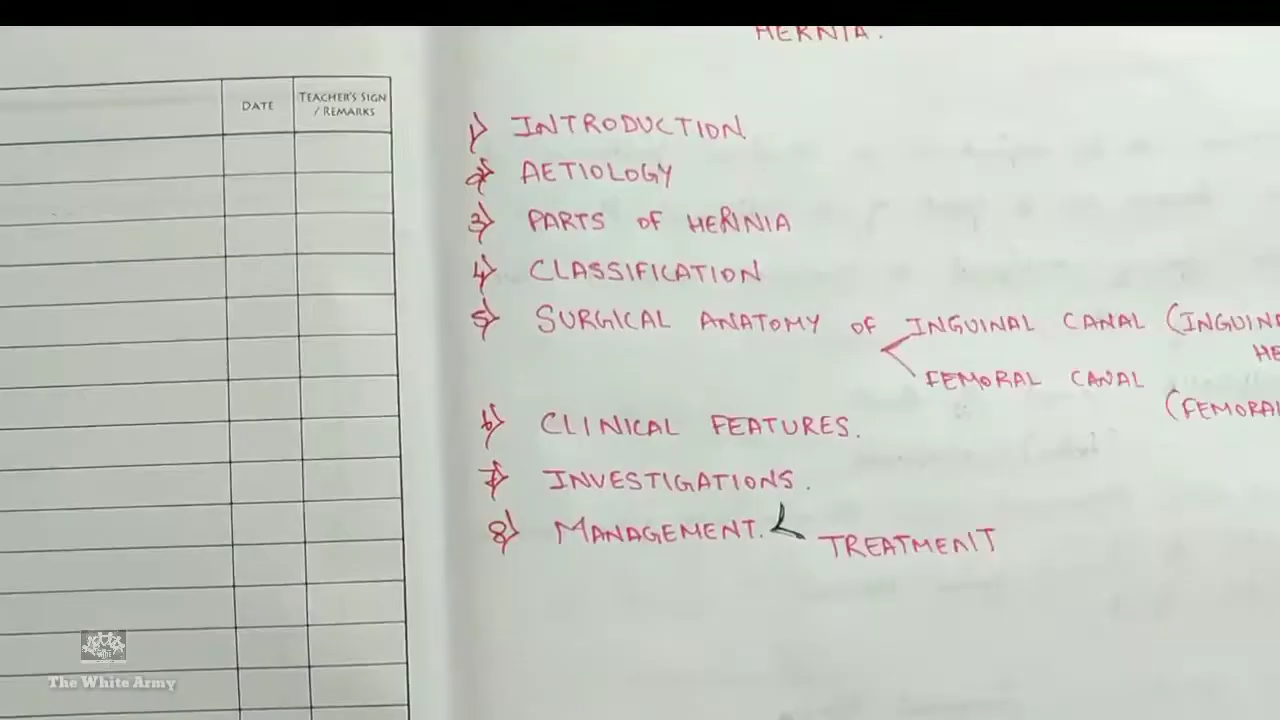 HERNIA.
DATE
TEACHER'S SIGN
/ REMARKS
1) INTRODUCTION
2) AETIOLOGY
3) PARTS OF HERNIA
4) CLASSIFICATION
5) SURGICAL ANATOMY OF INGUINAL CANAL (INGUINA
HE
FEMORAL CANAL
(FEMORAL
6) CLINICAL FEATURES.
7) INVESTIGATIONS.
8) MANAGEMENT.
TREATMENT
The White Army